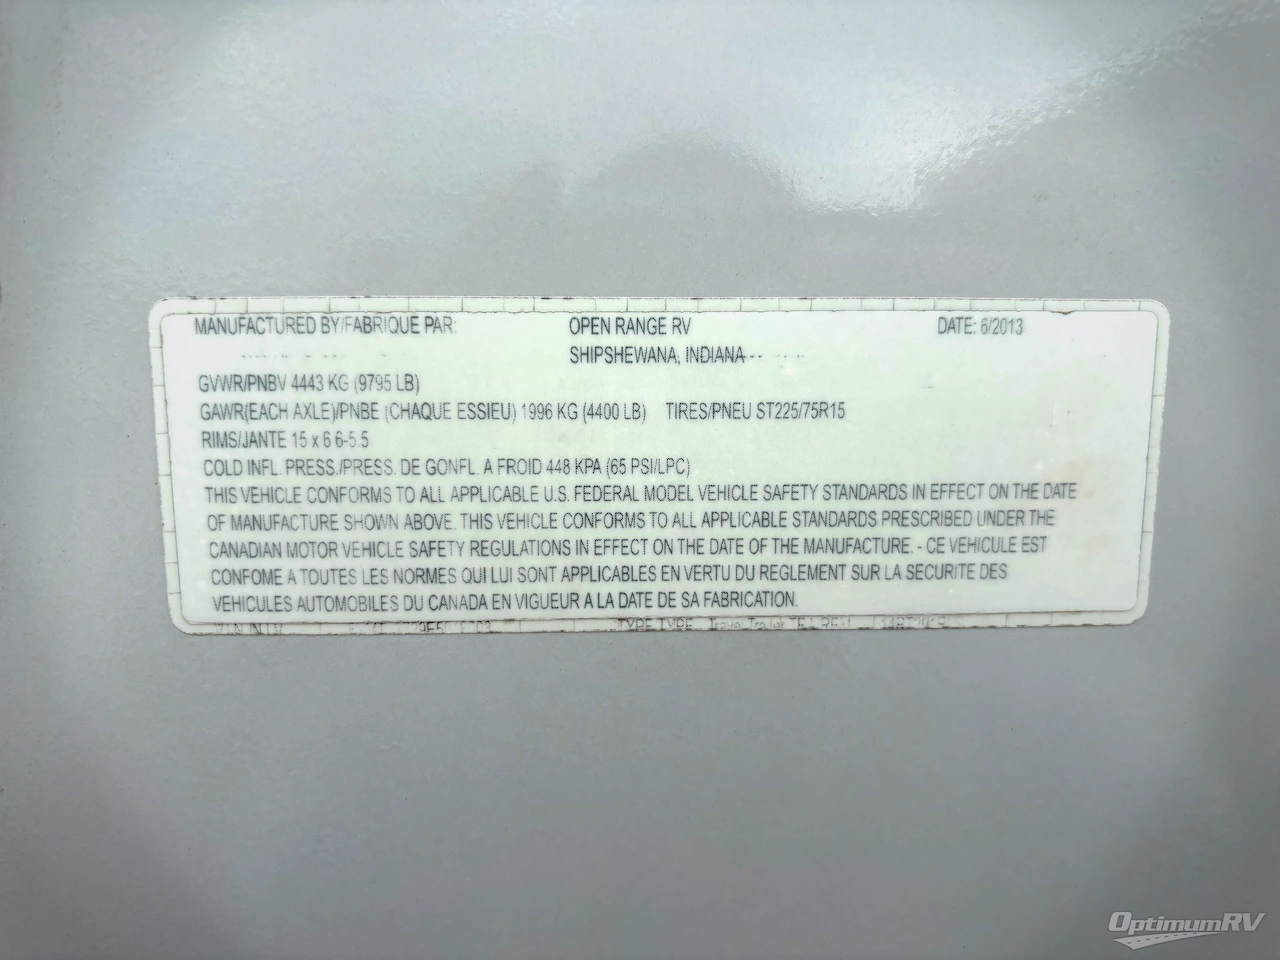 MANUFACTURED BY/FABRIQUE PAR: OPEN RANGE RV DATE: 6/2013
SHIPSHEWANA, INDIANA
GVWR/PNBV 4443 KG (9795 LB)
GAWR(EACH AXLE)/PNBE (CHAQUE ESSIEU) 1996 KG (4400 LB) TIRES/PNEU ST225/75R15
RIMS/JANTE 15 x 6 6-5.5
COLD INFL. PRESS./PRESS. DE GONFL. A FROID 448 KPA (65 PSI/LPC)
THIS VEHICLE CONFORMS TO ALL APPLICABLE U.S. FEDERAL MODEL VEHICLE SAFETY STANDARDS IN EFFECT ON THE DATE
OF MANUFACTURE SHOWN ABOVE. THIS VEHICLE CONFORMS TO ALL APPLICABLE STANDARDS PRESCRIBED UNDER THE
CANADIAN MOTOR VEHICLE SAFETY REGULATIONS IN EFFECT ON THE DATE OF THE MANUFACTURE. - CE VEHICULE EST
CONFOME A TOUTES LES NORMES QUI LUI SONT APPLICABLES EN VERTU DU REGLEMENT SUR LA SECURITE DES
VEHICULES AUTOMOBILES DU CANADA EN VIGUEUR A LA DATE DE SA FABRICATION.
TYPE TYPE Travel Trailer
OptimumRV